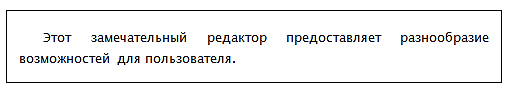 Этот замечательный редактор предоставляет разнообразие
возможностей для пользователя.